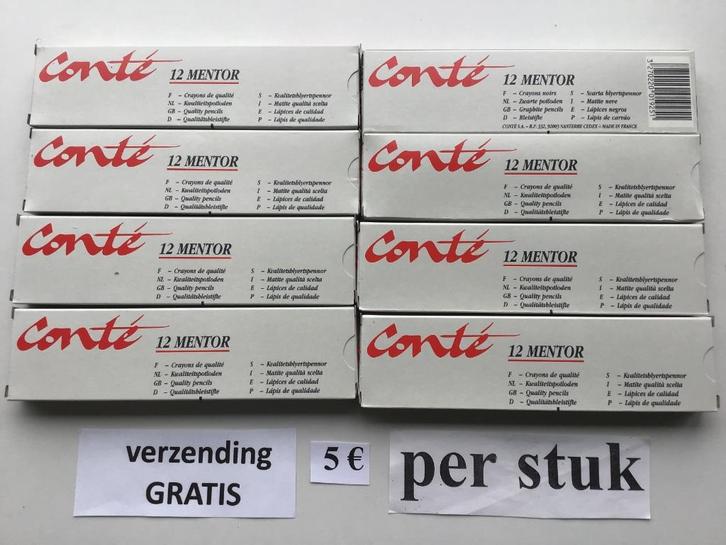 Conté 12 MENTOR
F – Crayons de qualité S – Kvalitetsblyertspennor
NL – Kwaliteitspotloden I – Matite qualità scelta
GB – Quality pencils E – Lápices de calidad
D – Qualitätsbleistifte P – Lápis de qualidade
Conté 12 MENTOR
F – Crayons noirs S – Svarta blyertspennor
NL – Zwarte potloden I – Matite nere
GB – Graphite pencils E – Lápices negros
D – Bleistifte P – Lápis de carvão
CONTÉ S.A. – B.P. 332, 92003 NANTERRE CEDEX – MADE IN FRANCE
Conté 12 MENTOR
F – Crayons de qualité S – Kvalitetsblyertspennor
NL – Kwaliteitspotloden I – Matite qualità scelta
GB – Quality pencils E – Lápices de calidad
D – Qualitätsbleistifte P – Lápis de qualidade
Conté 12 MENTOR
F – Crayons de qualité S – Kvalitetsblyertspennor
NL – Kwaliteitspotloden I – Matite qualità scelta
GB – Quality pencils E – Lápices de calidad
D – Qualitätsbleistifte P – Lápis de qualidade
Conté 12 MENTOR
F – Crayons de qualité S – Kvalitetsblyertspennor
NL – Kwaliteitspotloden I – Matite qualità scelta
GB – Quality pencils E – Lápices de calidad
D – Qualitätsbleistifte P – Lápis de qualidade
Conté 12 MENTOR
F – Crayons de qualité S – Kvalitetsblyertspennor
NL – Kwaliteitspotloden I – Matite qualità scelta
GB – Quality pencils E – Lápices de calidad
D – Qualitätsbleistifte P – Lápis de qualidade
Conté 12 MENTOR
F – Crayons de qualité S – Kvalitetsblyertspennor
NL – Kwaliteitspotloden I – Matite qualità scelta
GB – Quality pencils E – Lápices de calidad
D – Qualitätsbleistifte P – Lápis de qualidade
Conté 12 MENTOR
F – Crayons de qualité S – Kvalitetsblyertspennor
NL – Kwaliteitspotloden I – Matite qualità scelta
GB – Quality pencils E – Lápices de calidad
D – Qualitätsbleistifte P – Lápis de qualidade
verzending
GRATIS
5 €
per stuk